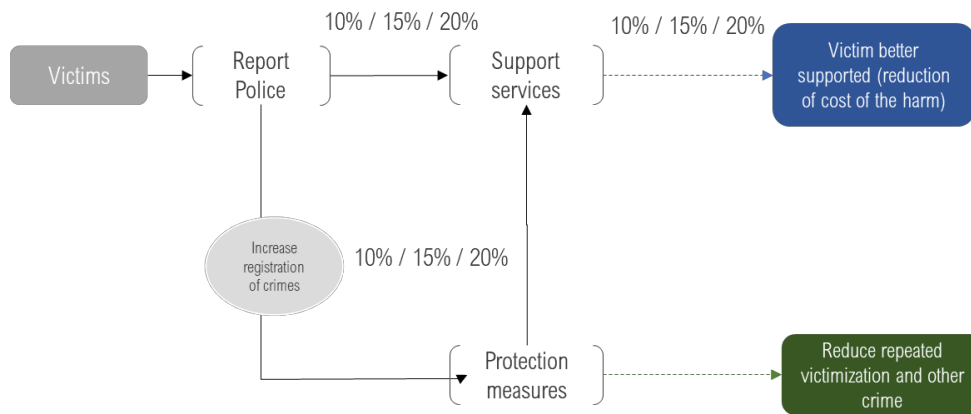 10% / 15% / 20%
10% / 15% / 20%
Victims
Report
Police
Support
services
Victim better
supported (reduction
of cost of the harm)
Increase
registration
of crimes
10% / 15% / 20%
Protection
measures
Reduce repeated
victimization and other
crime